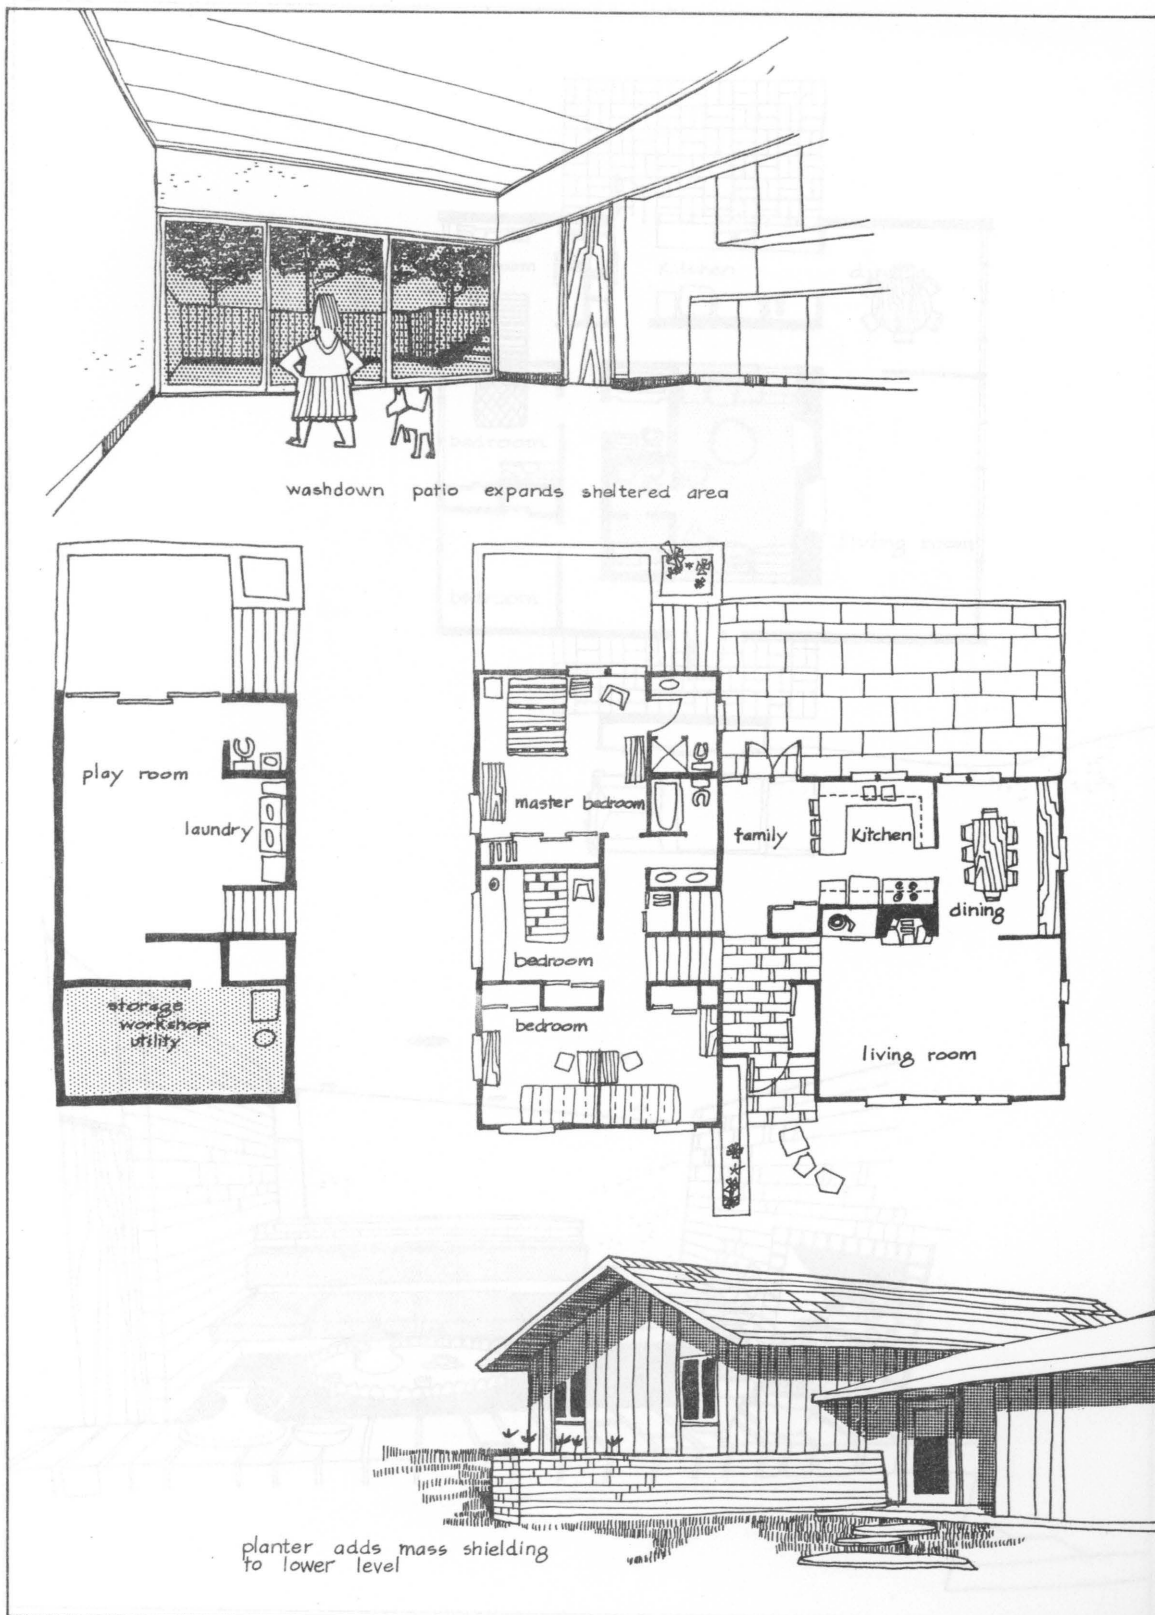 washdown patio expands sheltered area
play room
laundry
storage
workshop
utility
master bedroom
family
Kitchen
dining
bedroom
bedroom
living room
planter adds mass shielding
to lower level